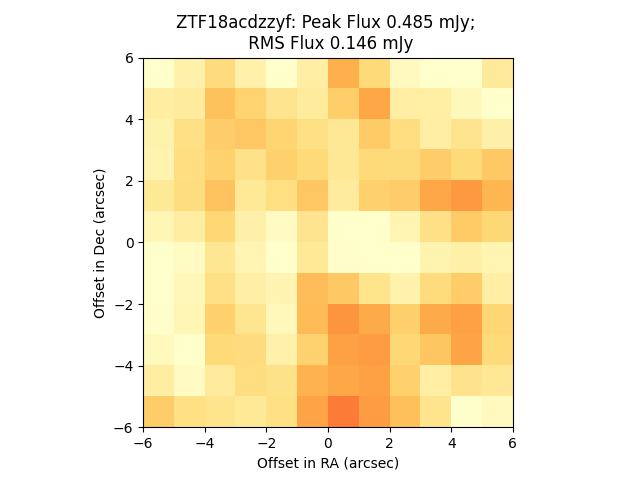 ZTF18acdzzyf: Peak Flux 0.485 mJy;
RMS Flux 0.146 mJy
6
4
2
0
−2
−4
−6
Offset in Dec (arcsec)
−6 −4 −2 0 2 4 6
Offset in RA (arcsec)